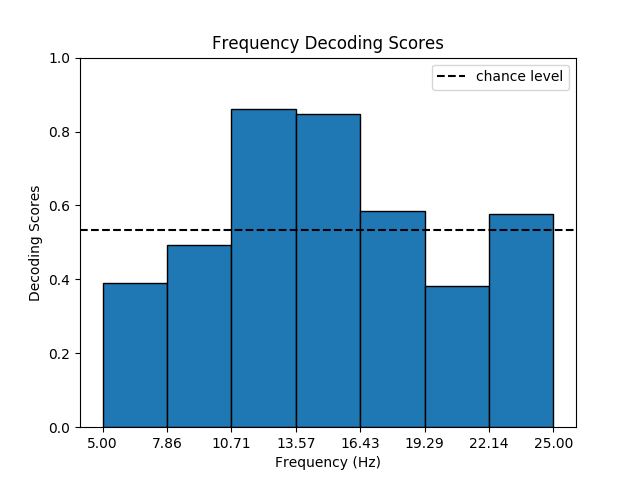 Frequency Decoding Scores
chance level
1.0
0.8
0.6
0.4
0.2
0.0
Decoding Scores
5.00 7.86 10.71 13.57 16.43 19.29 22.14 25.00
Frequency (Hz)